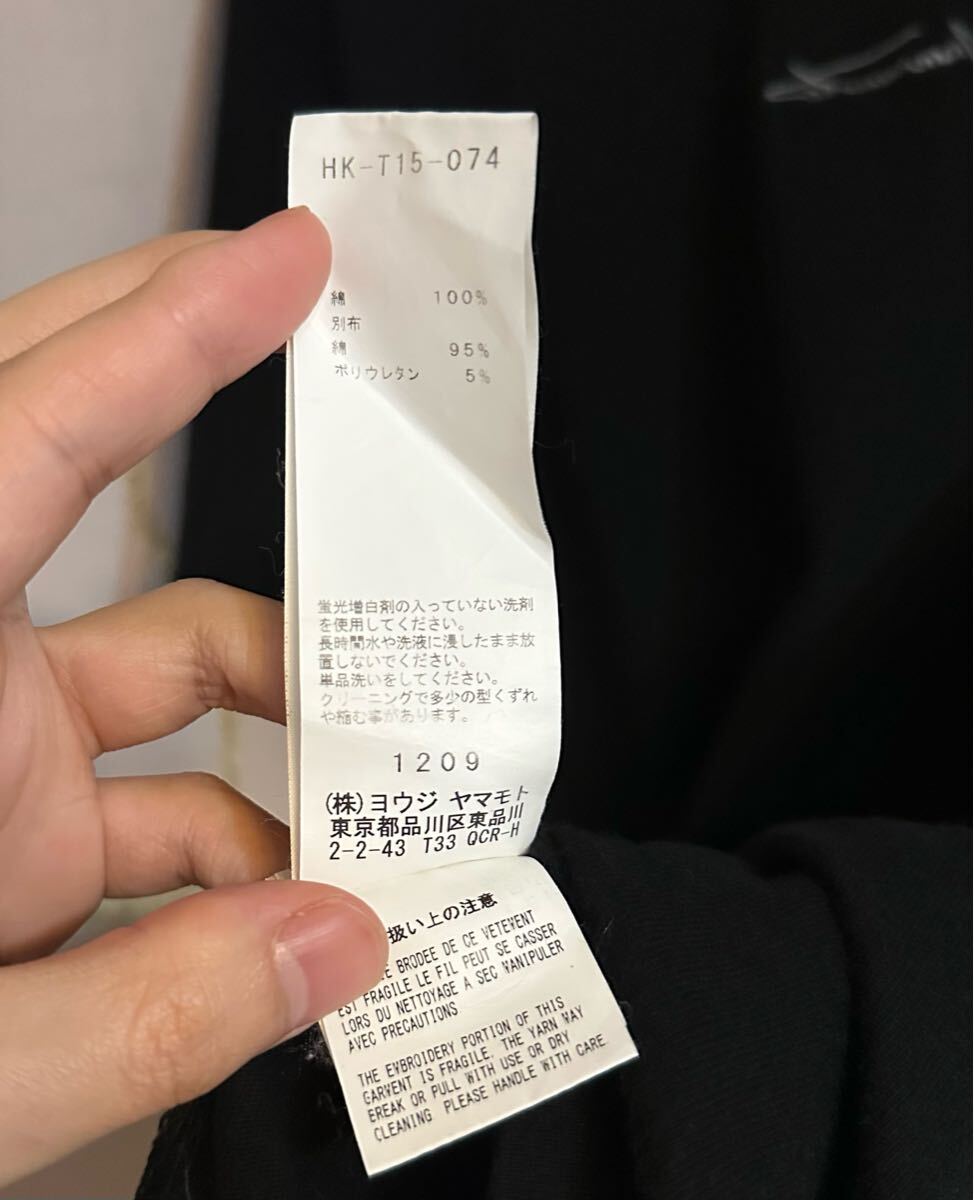 HK-T15-074
綿 100%
別布
綿 95%
ポリウレタン 5%
蛍光増白剤の入っていない洗剤
を使用してください。
長時間水や洗液に浸したまま放
置しないでください。
単品洗いをしてください。
クリーニングで多少の型くずれ
や縮む事があります。
1209
(株)ヨウジ ヤマモト
東京都品川区東品川
2-2-43 T33 QCR-H
扱い上の注意
BRODEE DE CE VETEMENT
EST FRAGILE LE FIL PEUT SE CASSER
LORS DU NETTOYAGE A SEC MANIPULER
AVEC PRECAUTIONS
THE EMBROIDERY PORTION OF THIS
GARMENT IS FRAGILE. THE YARN MAY
EREAK OR PULL WITH USE OR DRY
CLEANING PLEASE HANDLE WITH CARE.